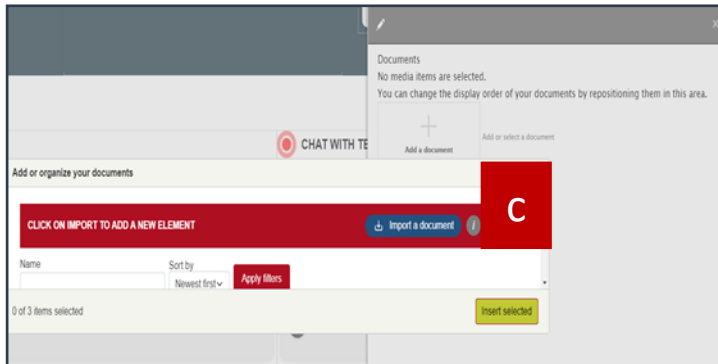 Documents
No media items are selected.
You can change the display order of your documents by repositioning them in this area.
Add a document
Add or select a document
CHAT WITH TE
Add or organize your documents
C
CLICK ON IMPORT TO ADD A NEW ELEMENT
Import a document
i
Name
Sort by
Newest first
Apply filters
0 of 3 items selected
Insert selected